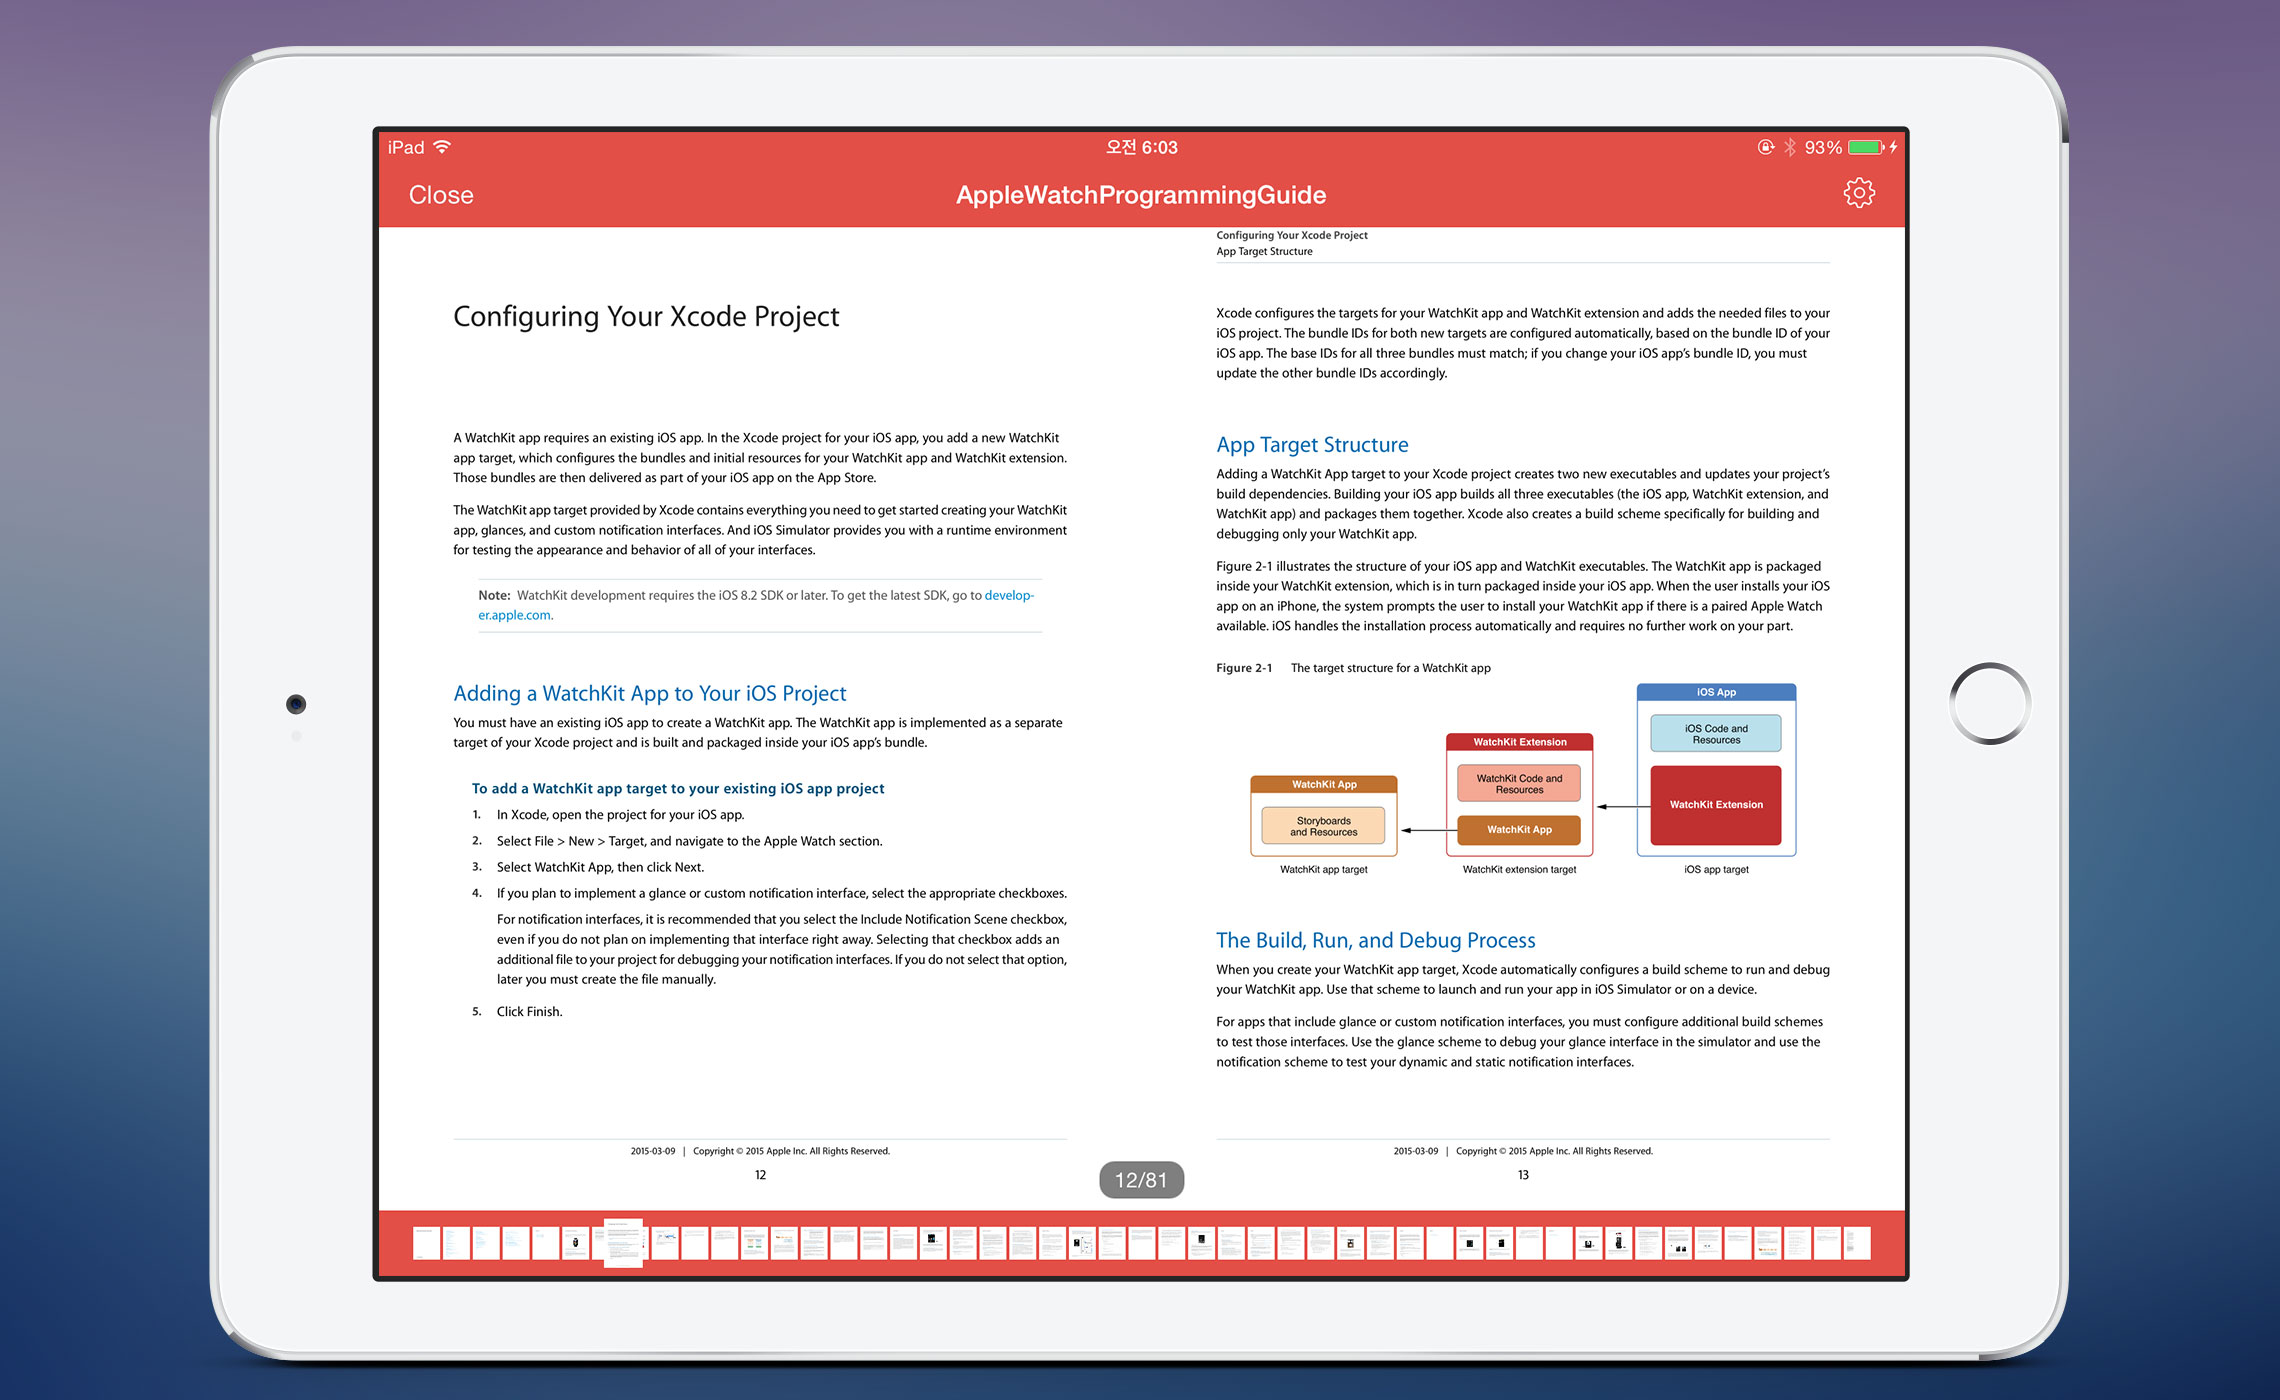 iPad
오전 6:03
93%
Close
AppleWatchProgrammingGuide
Configuring Your Xcode Project
A WatchKit app requires an existing iOS app. In the Xcode project for your iOS app, you add a new WatchKit
app target, which configures the bundles and initial resources for your WatchKit app and WatchKit extension.
Those bundles are then delivered as part of your iOS app on the App Store.
The WatchKit app target provided by Xcode contains everything you need to get started creating your WatchKit
app, glances, and custom notification interfaces. And iOS Simulator provides you with a runtime environment
for testing the appearance and behavior of all of your interfaces.
Note: WatchKit development requires the iOS 8.2 SDK or later. To get the latest SDK, go to develop-
er.apple.com.
Adding a WatchKit App to Your iOS Project
You must have an existing iOS app to create a WatchKit app. The WatchKit app is implemented as a separate
target of your Xcode project and is built and packaged inside your iOS app's bundle.
To add a WatchKit app target to your existing iOS app project
1. In Xcode, open the project for your iOS app.
2. Select File > New > Target, and navigate to the Apple Watch section.
3. Select WatchKit App, then click Next.
4. If you plan to implement a glance or custom notification interface, select the appropriate checkboxes.
For notification interfaces, it is recommended that you select the Include Notification Scene checkbox,
even if you do not plan on implementing that interface right away. Selecting that checkbox adds an
additional file to your project for debugging your notification interfaces. If you do not select that option,
later you must create the file manually.
5. Click Finish.
2015-03-09 | Copyright © 2015 Apple Inc. All Rights Reserved.
12
Configuring Your Xcode Project
App Target Structure
Xcode configures the targets for your WatchKit app and WatchKit extension and adds the needed files to your
iOS project. The bundle IDs for both new targets are configured automatically, based on the bundle ID of your
iOS app. The base IDs for all three bundles must match; if you change your iOS app's bundle ID, you must
update the other bundle IDs accordingly.
App Target Structure
Adding a WatchKit App target to your Xcode project creates two new executables and updates your project's
build dependencies. Building your iOS app builds all three executables (the iOS app, WatchKit extension, and
WatchKit app) and packages them together. Xcode also creates a build scheme specifically for building and
debugging only your WatchKit app.
Figure 2-1 illustrates the structure of your iOS app and WatchKit executables. The WatchKit app is packaged
inside your WatchKit extension, which is in turn packaged inside your iOS app. When the user installs your iOS
app on an iPhone, the system prompts the user to install your WatchKit app if there is a paired Apple Watch
available. iOS handles the installation process automatically and requires no further work on your part.
Figure 2-1 The target structure for a WatchKit app
WatchKit App
Storyboards
and Resources
WatchKit app target
WatchKit Extension
WatchKit Code and
Resources
WatchKit App
WatchKit extension target
iOS App
iOS Code and
Resources
WatchKit Extension
iOS app target
The Build, Run, and Debug Process
When you create your WatchKit app target, Xcode automatically configures a build scheme to run and debug
your WatchKit app. Use that scheme to launch and run your app in iOS Simulator or on a device.
For apps that include glance or custom notification interfaces, you must configure additional build schemes
to test those interfaces. Use the glance scheme to debug your glance interface in the simulator and use the
notification scheme to test your dynamic and static notification interfaces.
2015-03-09 | Copyright © 2015 Apple Inc. All Rights Reserved.
13
12/81